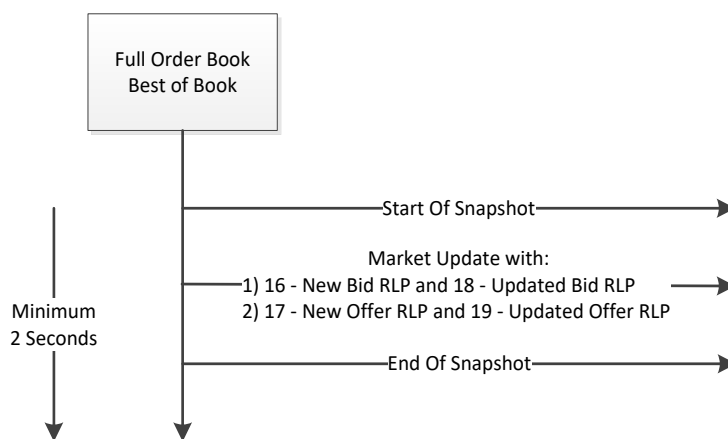 Full Order Book
Best of Book
Start Of Snapshot
Market Update with:
1) 16 - New Bid RLP and 18 - Updated Bid RLP
2) 17 - New Offer RLP and 19 - Updated Offer RLP
Minimum
2 Seconds
End Of Snapshot